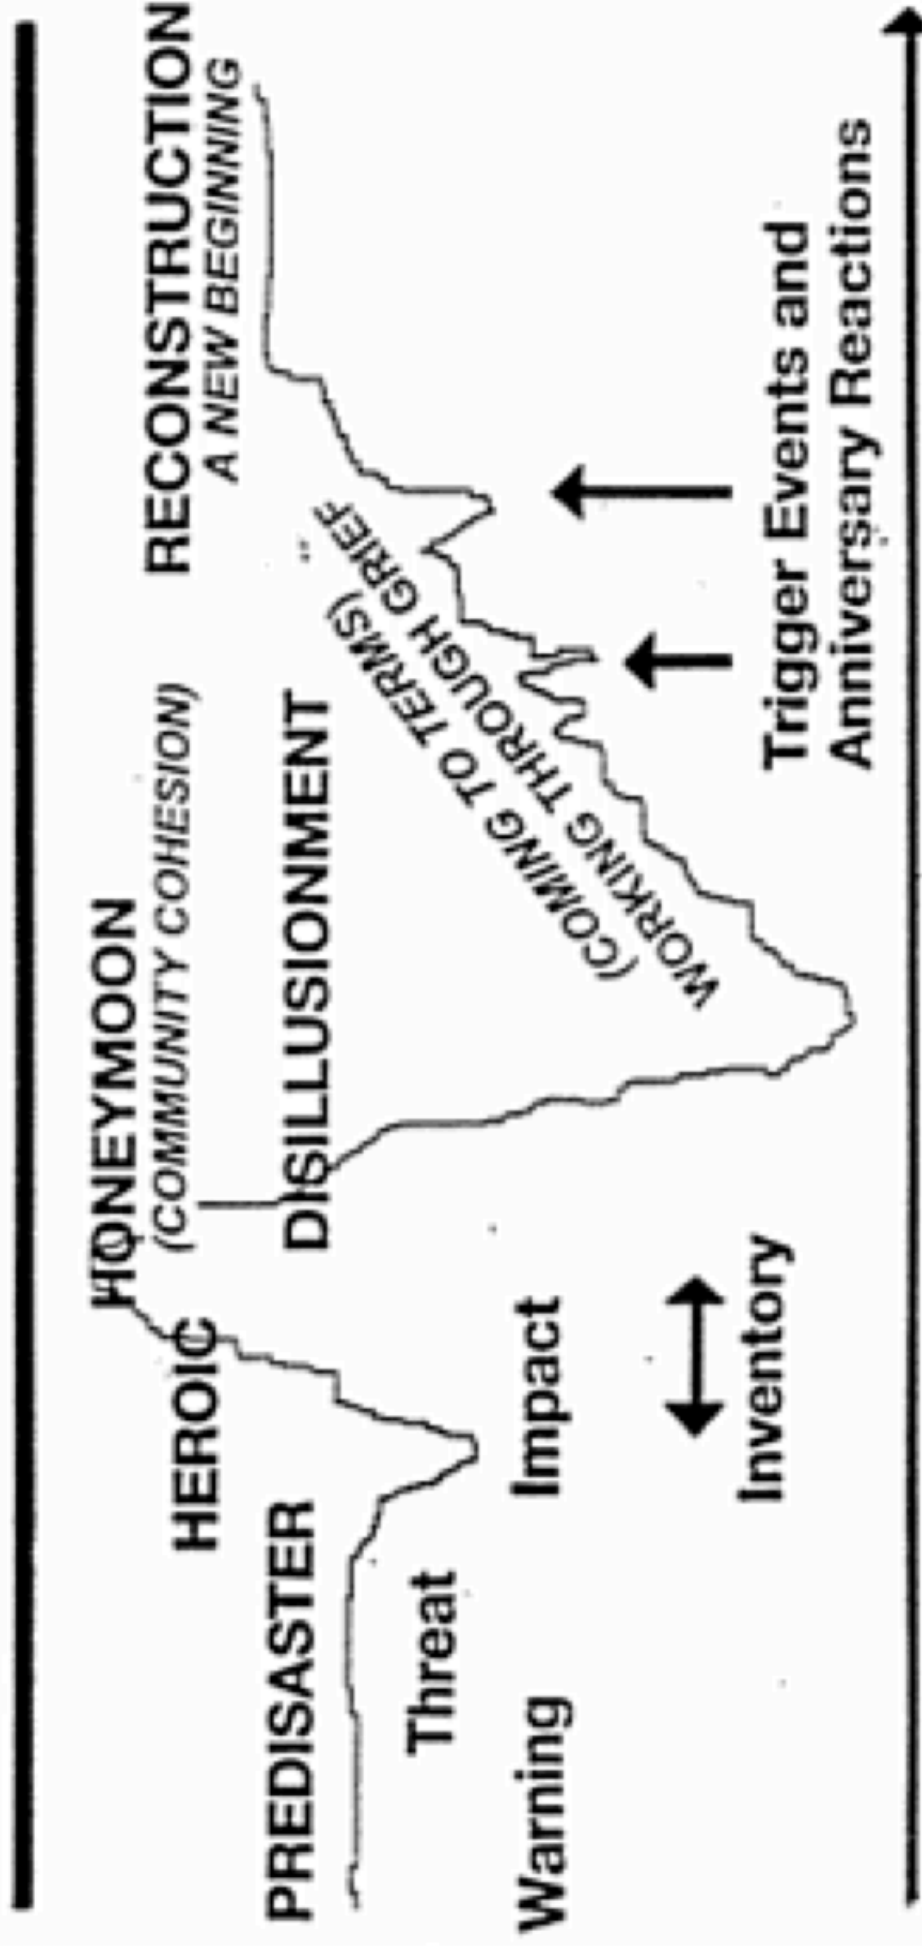 HONEYMOON
(COMMUNITY COHESION)
RECONSTRUCTION
A NEW BEGINNING
HEROIC
PREDISASTER
DISILLUSIONMENT
(COMING TO TERMS)
WORKING THROUGH GRIEF
Threat
Warning
Impact
Inventory
Trigger Events and
Anniversary Reactions